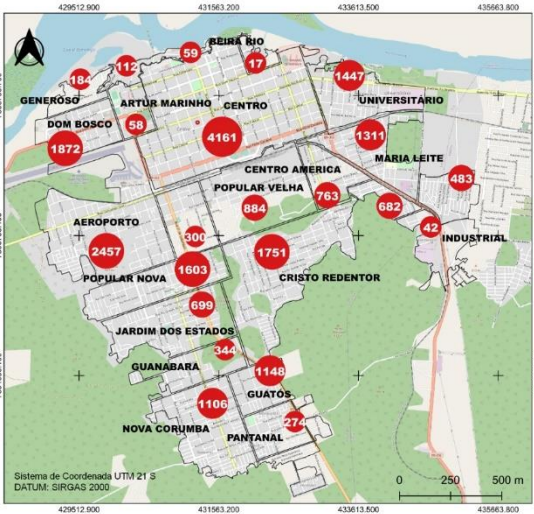 429512.900 431563.200 433613.500 435663.800
BEIRA RIO
59
17
112
184
1447
GENEROSO
ARTUR MARINHO
CENTRO
UNIVERSITÁRIO
DOM BOSCO
58
4161
1311
1872
MARIA LEITE
CENTRO AMERICA
483
POPULAR VELHA
763
682
884
AEROPORTO
42
300
INDUSTRIAL
2457
1751
1603
POPULAR NOVA
CRISTO REDENTOR
699
JARDIM DOS ESTADOS
344
GUANABARA
1148
GUATÓS
1106
274
NOVA CORUMBA
PANTANAL
Sistema de Coordenada UTM 21 S
DATUM: SIRGAS 2000
0 250 500 m
429512.900 431563.200 433613.500 435663.800